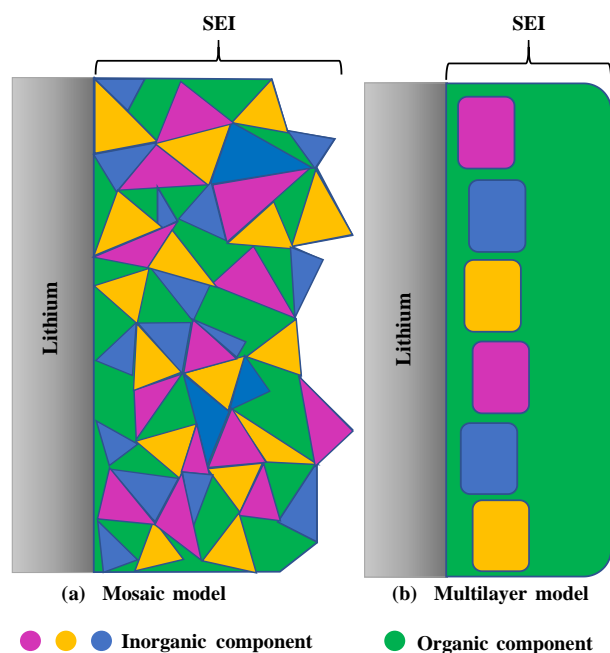 SEI
SEI
Lithium
Lithium
(a) Mosaic model
(b) Multilayer model
Inorganic component
Organic component